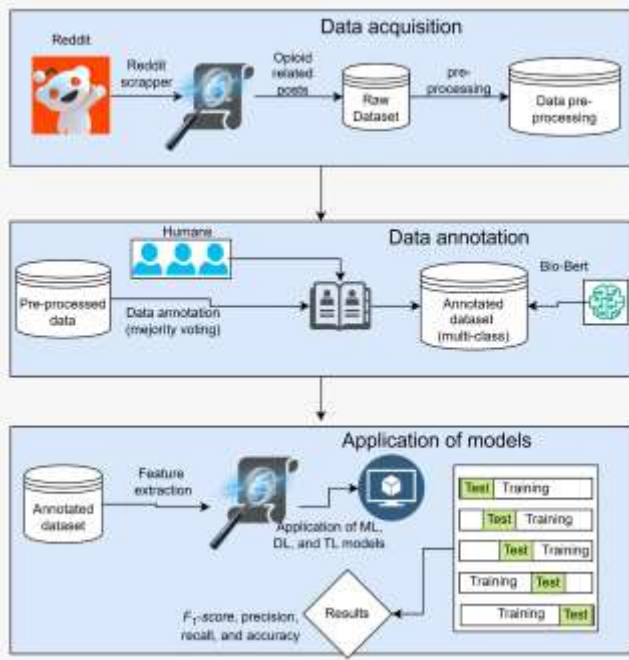 Data acquisition
Reddit
Reddit
scrapper
Opioid
related
posts
Raw
Dataset
pre-
processing
Data pre-
processing
Data annotation
Humans
Pre-processed
data
Data annotation
(mejority voting)
Annotated
dataset
(multi-class)
Bio-Bert
Application of models
Annotated
dataset
Feature
extraction
Application of ML,
DL, and TL models
Test Training
Test Training
Test Training
Training Test
Training Test
Results
F1-score, precision,
recall, and accuracy